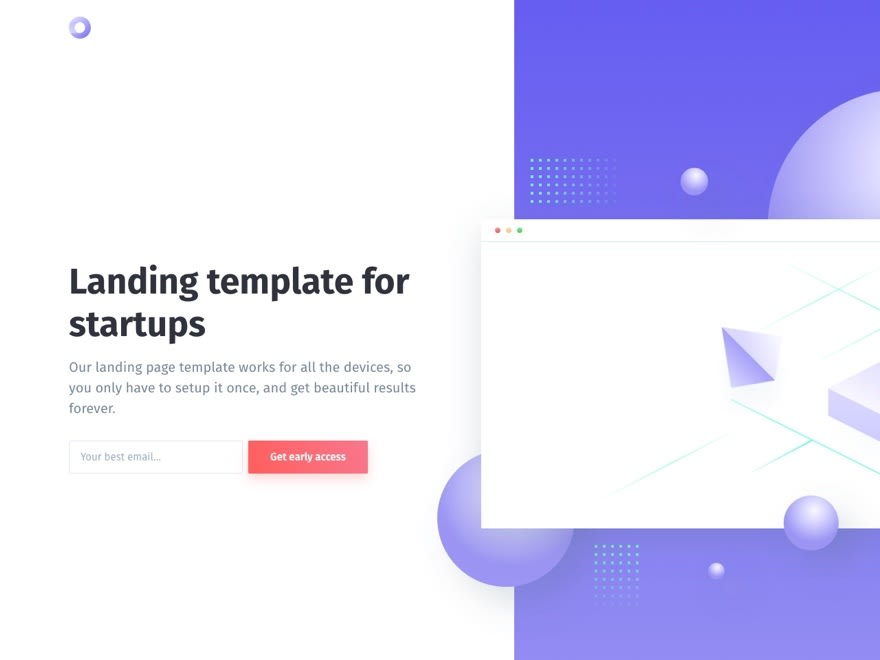 Landing template for
startups
Our landing page template works for all the devices, so
you only have to setup it once, and get beautiful results
forever.
Your best email...
Get early access